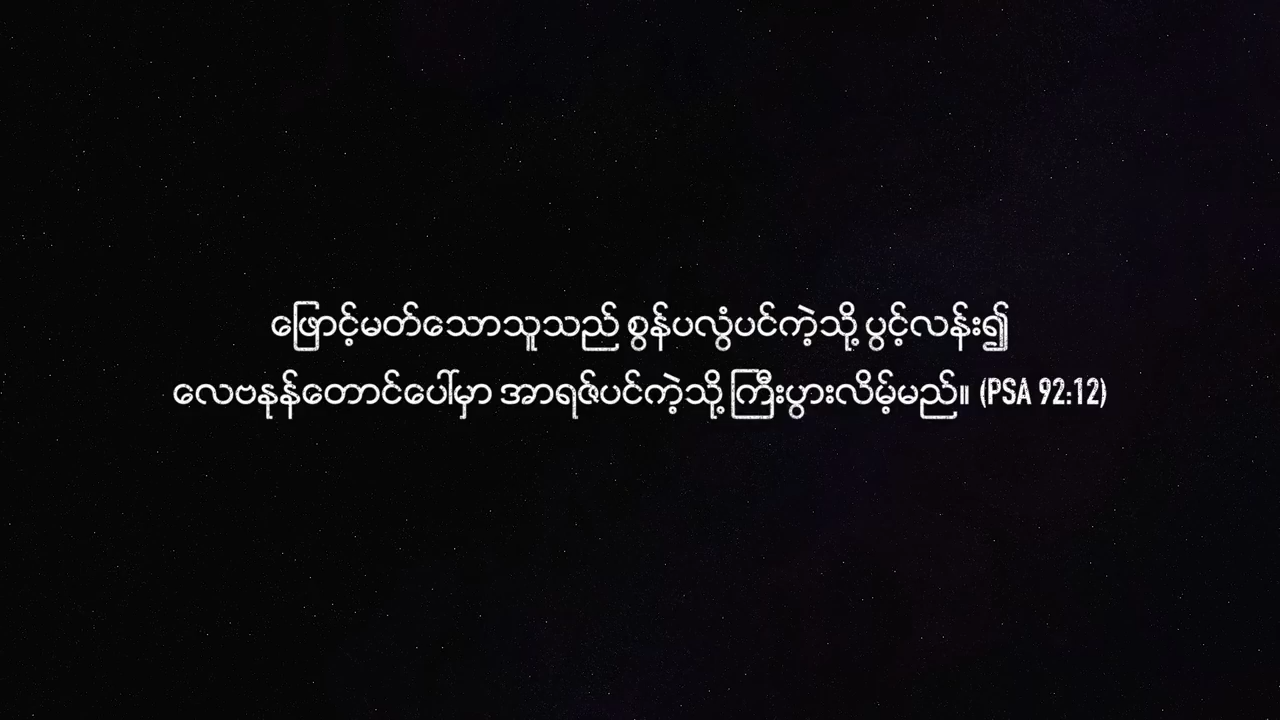 ဖြောင့်မတ်သောသူသည် စွန်ပလွံပင်ကဲ့သို့ ပွင့်လန်း၍
လေဗနုန်တောင်ပေါ်မှာ အာရဇ်ပင်ကဲ့သို့ ကြီးပွားလိမ့်မည်။ (PSA 92:12)